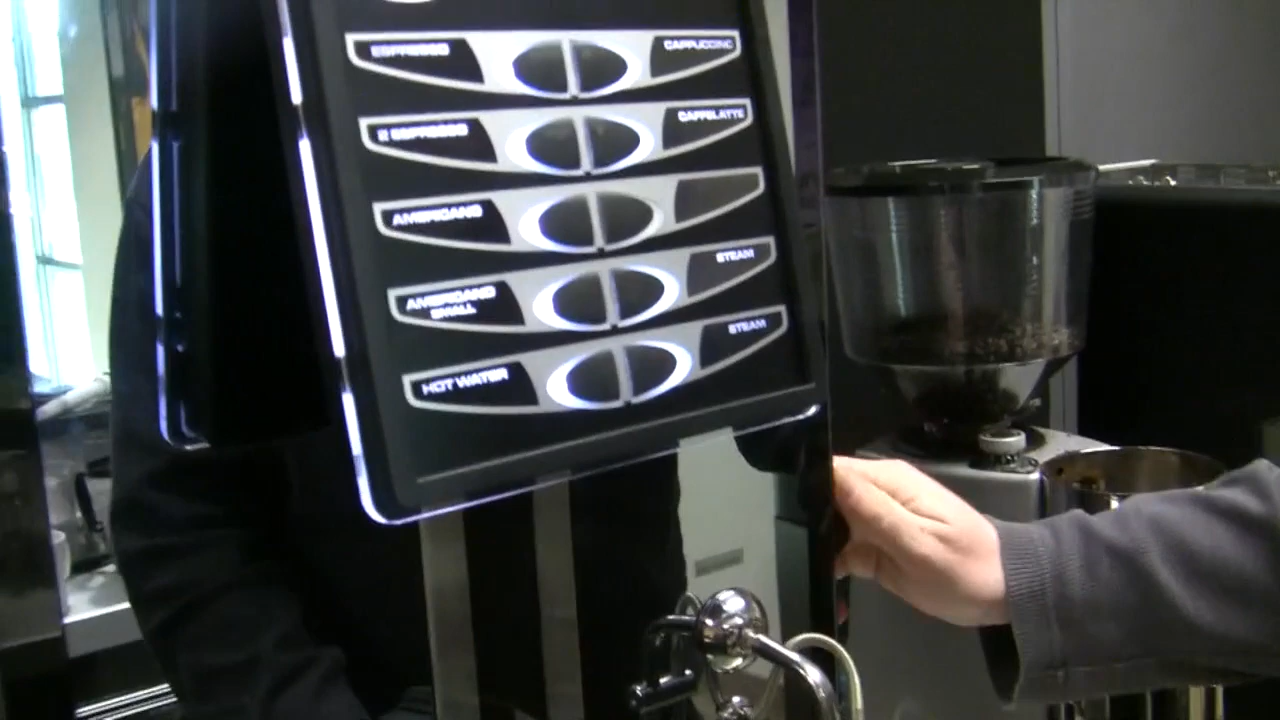 ESPRESSO CAPPUCCINO
2 ESPRESSO CAFFELATTE
AMERICANO
AMERICANO STEAM
SMALL
HOT WATER STEAM